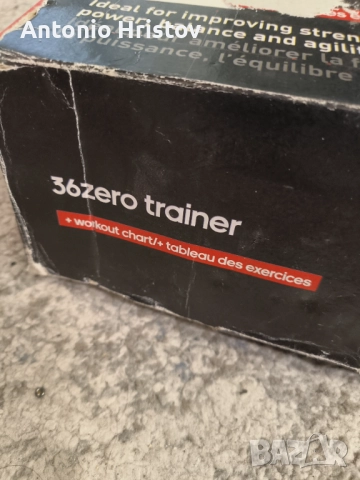 Antonio Hristov
Ideal for improving stren
power, balance and agili
améliorer la f
puissance, l'équilibre
36zero trainer
+ workout chart/+ tableau des exercices
BAZAR